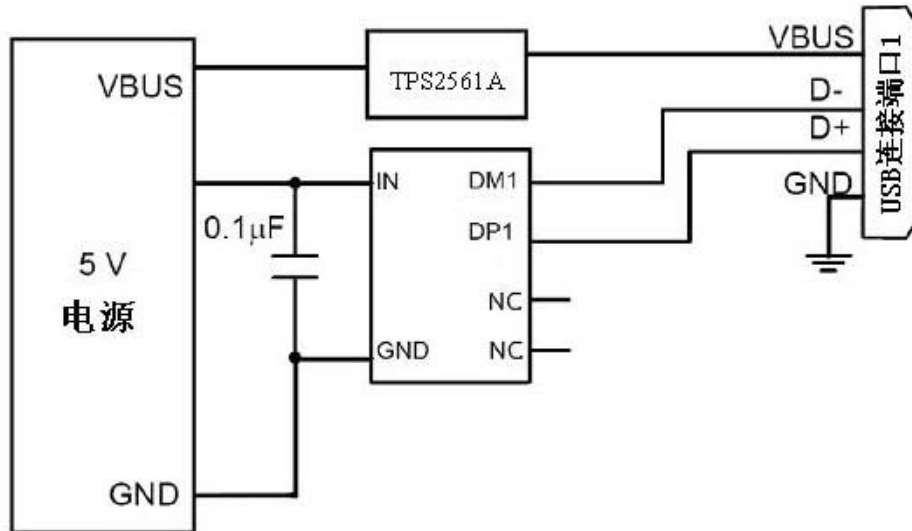 VBUS
TPS2561A
VBUS
D-
D+
GND
USB连接端口1
IN
DM1
0.1μF
DP1
5 V
电源
NC
GND
NC
GND